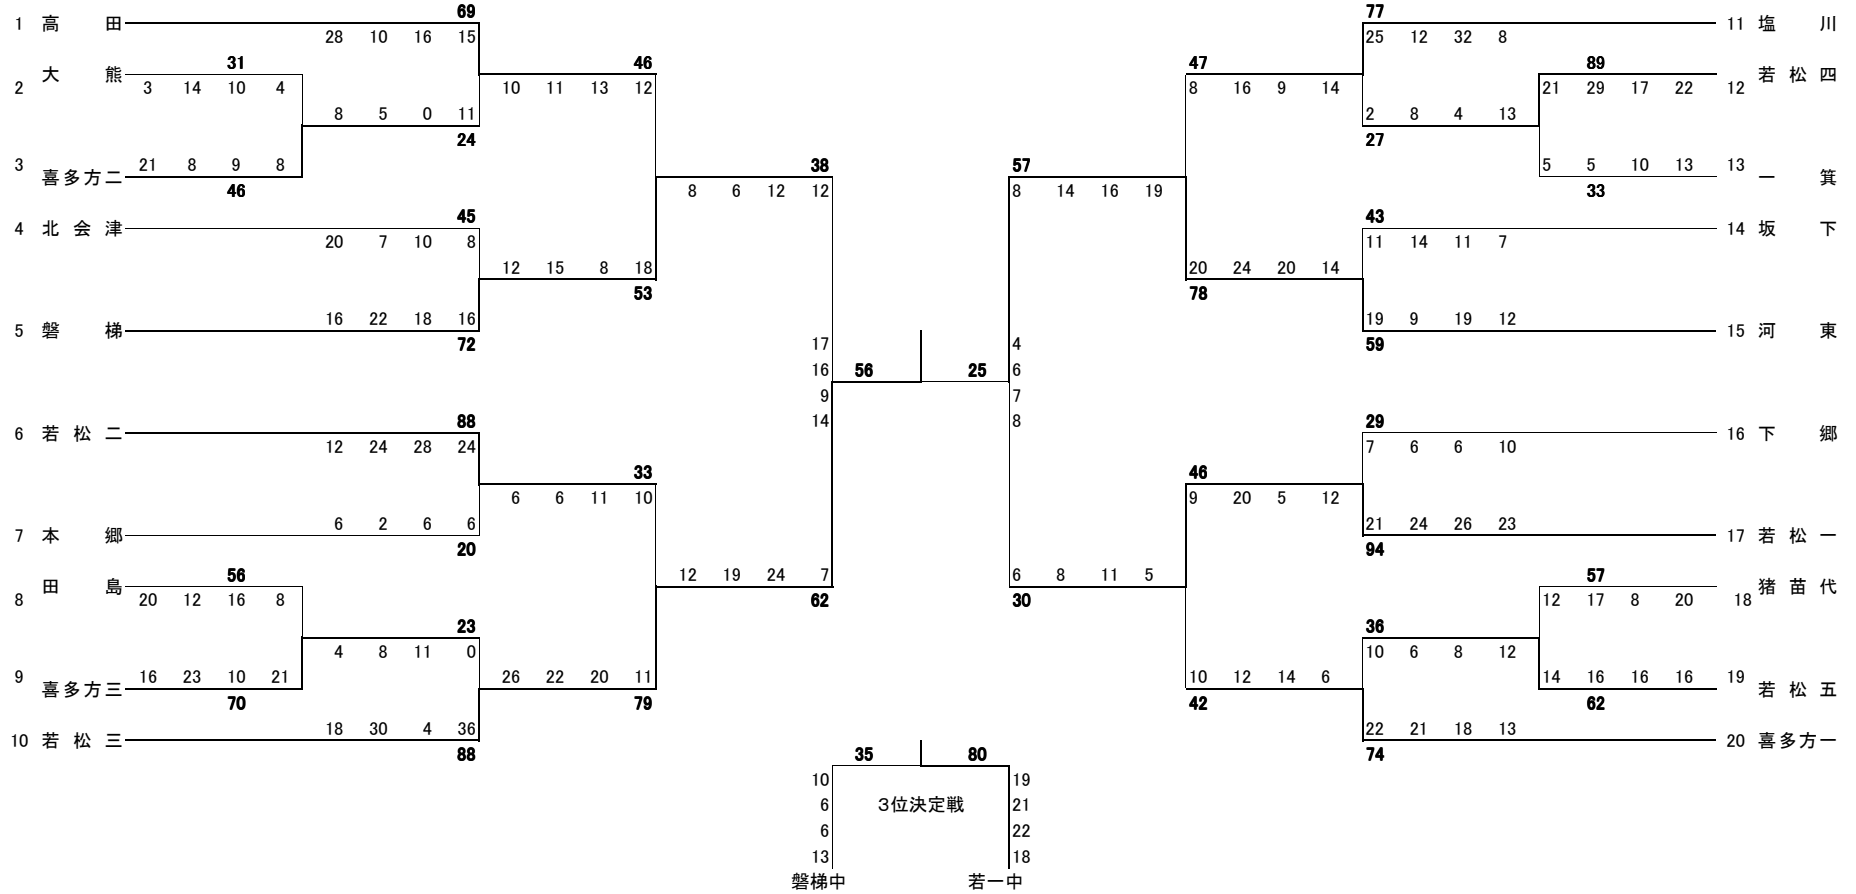 69 77
1 高 田 11 塩 川
28 10 16 15 25 12 32 8
31 46 47 89
大 熊 若 松 四
2 3 14 10 4 10 11 13 12 8 16 9 14 21 29 17 22 12
8 5 0 11 2 8 4 13
24 27
3 21 8 9 8 38 57 5 5 10 13 13
喜多方二 一 箕
46 8 6 12 12 8 14 16 19 33
45 43
4 北 会 津 14 坂 下
20 7 10 8 11 14 11 7
12 15 8 18 20 24 20 14
53 78
16 22 18 16 19 9 19 12
5 磐 梯 15 河 東
72 17 4 59
16 56 25 6
9 7
14 8
88 29
6 若 松 二 16 下 郷
12 24 28 24 7 6 6 10
33 46
6 6 11 10 9 20 5 12
6 2 6 6 21 24 26 23
7 本 郷 17 若 松 一
20 94
56 12 19 24 7 6 8 11 5 57
田 島 猪 苗 代
8 20 12 16 8 62 30 12 17 8 20 18
23 36
4 8 11 0 10 6 8 12
9 16 23 10 21 26 22 20 11 10 12 14 6 14 16 16 16 19
喜多方三 若 松 五
70 79 42 62
18 30 4 36 22 21 18 13
10 若 松 三 20 喜多方一
88 35 80 74
10 19
6 3位決定戦 21
6 22
13 18
磐梯中 若一中